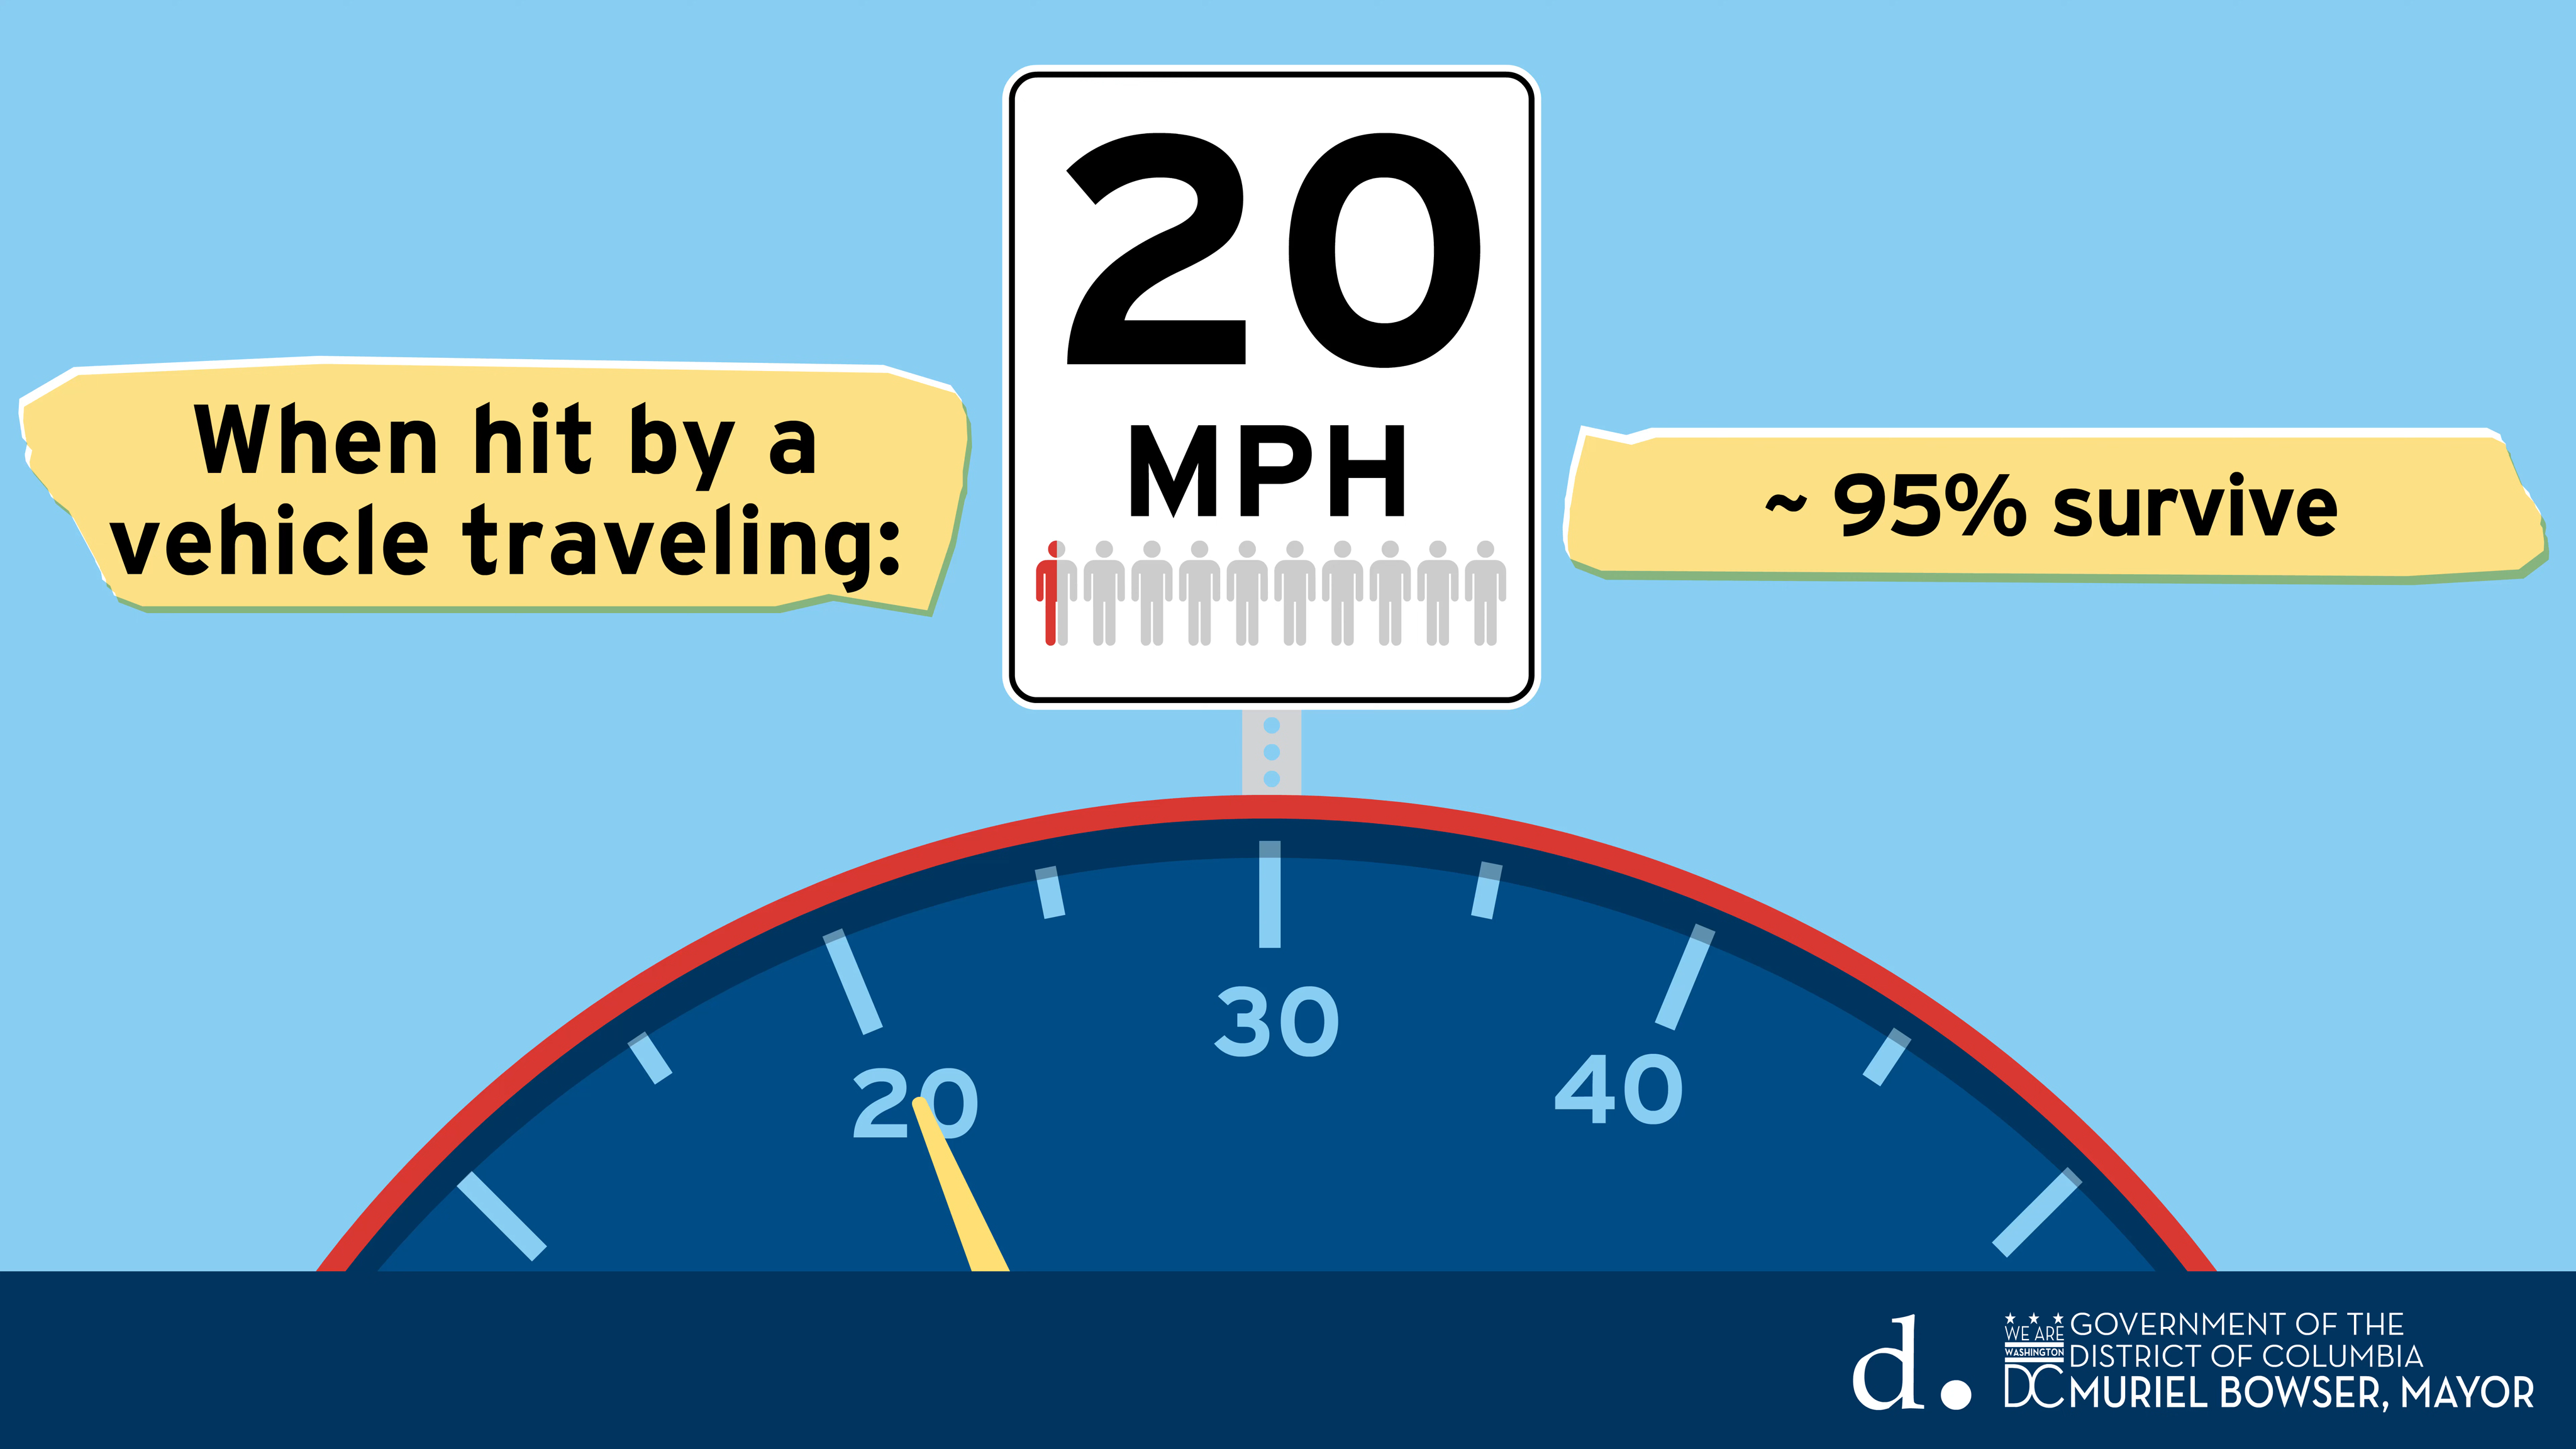 When hit by a
vehicle traveling:
20
MPH
~ 95% survive
20
30
40
d.
WE ARE
WASHINGTON
DC
GOVERNMENT OF THE
DISTRICT OF COLUMBIA
MURIEL BOWSER, MAYOR